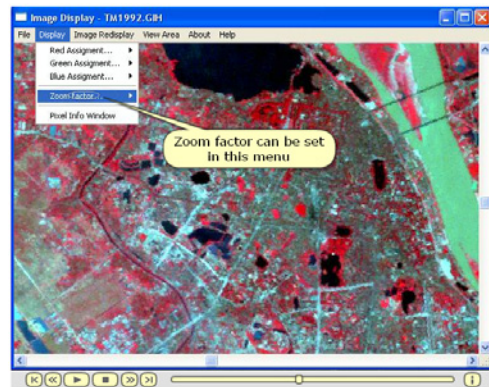 Image Display - TM1992.GIH
File Display Image Redisplay View Area About Help
Red Assigment...
Green Assigment...
Blue Assigment...
Zoom factor...
Pixel Info Window
Zoom factor can be set
in this menu